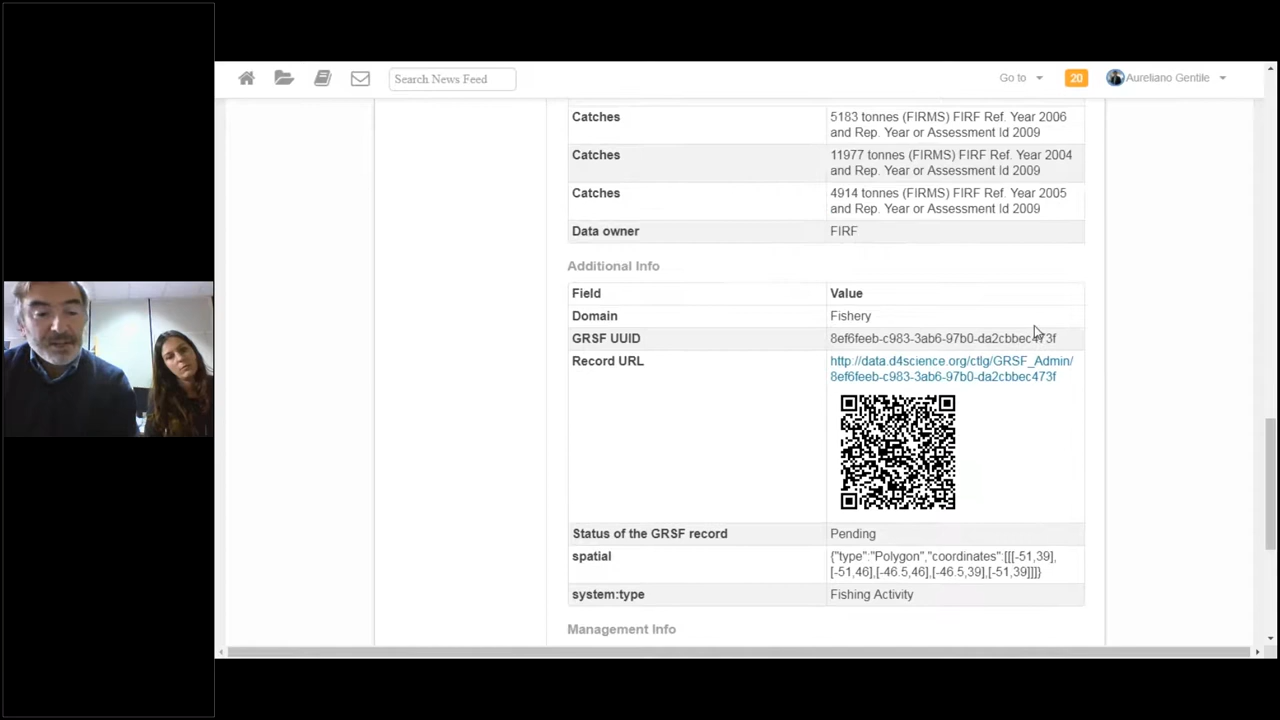 Search News Feed
Go to
20
Aureliano Gentile
Catches
5183 tonnes (FIRMS) FIRF Ref. Year 2006
and Rep. Year or Assessment Id 2009
Catches
11977 tonnes (FIRMS) FIRF Ref. Year 2004
and Rep. Year or Assessment Id 2009
Catches
4914 tonnes (FIRMS) FIRF Ref. Year 2005
and Rep. Year or Assessment Id 2009
Data owner
FIRF
Additional Info
Field
Value
Domain
Fishery
GRSF UUID
8ef6feeb-c983-3ab6-97b0-da2cbbec473f
Record URL
http://data.d4science.org/ctlg/GRSF_Admin/
8ef6feeb-c983-3ab6-97b0-da2cbbec473f
Status of the GRSF record
Pending
spatial
{"type":"Polygon","coordinates":[[[-51,39],
[-51,46],[-46.5,46],[-46.5,39],[-51,39]]]}
system:type
Fishing Activity
Management Info